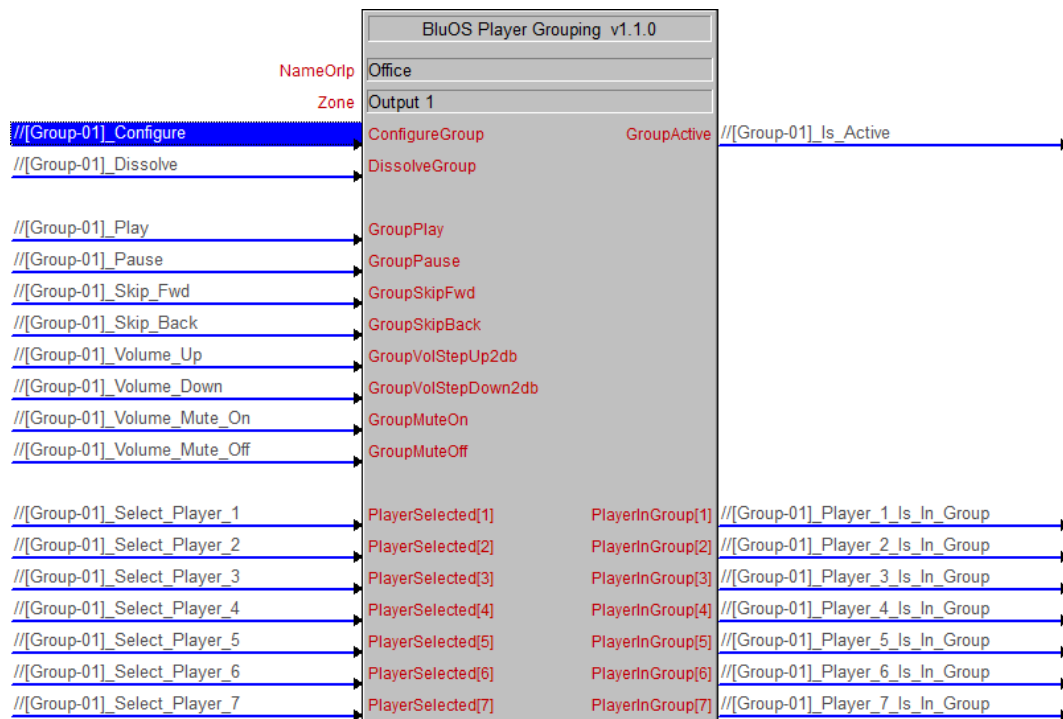 BluOS Player Grouping v1.1.0
NameOrIp Office
Zone Output 1
//[Group-01]_Configure ConfigureGroup GroupActive //[Group-01]_Is_Active
//[Group-01]_Dissolve DissolveGroup
//[Group-01]_Play GroupPlay
//[Group-01]_Pause GroupPause
//[Group-01]_Skip_Fwd GroupSkipFwd
//[Group-01]_Skip_Back GroupSkipBack
//[Group-01]_Volume_Up GroupVolStepUp2db
//[Group-01]_Volume_Down GroupVolStepDown2db
//[Group-01]_Volume_Mute_On GroupMuteOn
//[Group-01]_Volume_Mute_Off GroupMuteOff
//[Group-01]_Select_Player_1 PlayerSelected[1] PlayerInGroup[1] //[Group-01]_Player_1_Is_In_Group
//[Group-01]_Select_Player_2 PlayerSelected[2] PlayerInGroup[2] //[Group-01]_Player_2_Is_In_Group
//[Group-01]_Select_Player_3 PlayerSelected[3] PlayerInGroup[3] //[Group-01]_Player_3_Is_In_Group
//[Group-01]_Select_Player_4 PlayerSelected[4] PlayerInGroup[4] //[Group-01]_Player_4_Is_In_Group
//[Group-01]_Select_Player_5 PlayerSelected[5] PlayerInGroup[5] //[Group-01]_Player_5_Is_In_Group
//[Group-01]_Select_Player_6 PlayerSelected[6] PlayerInGroup[6] //[Group-01]_Player_6_Is_In_Group
//[Group-01]_Select_Player_7 PlayerSelected[7] PlayerInGroup[7] //[Group-01]_Player_7_Is_In_Group